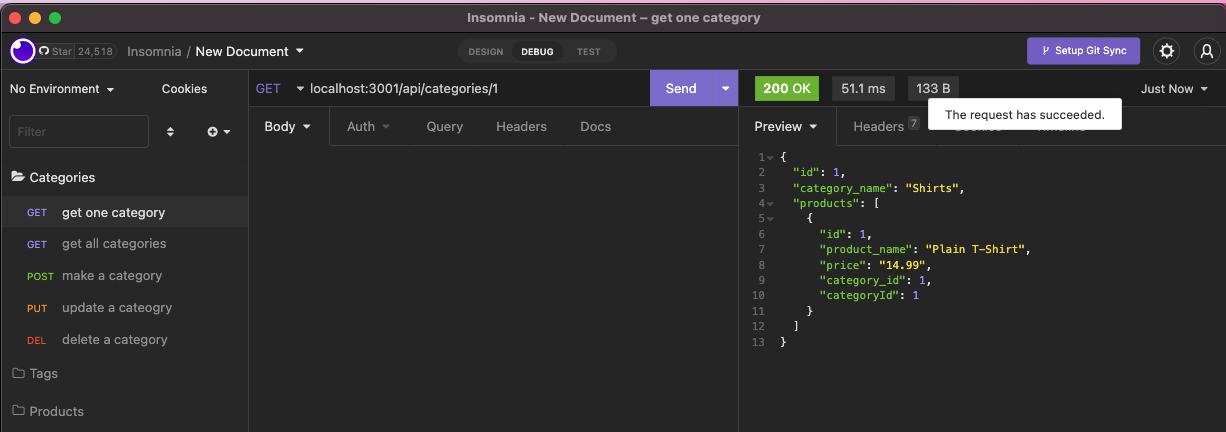 Insomnia - New Document – get one category
Star 24,518 Insomnia / New Document
DESIGN DEBUG TEST
Setup Git Sync
No Environment Cookies
GET localhost:3001/api/categories/1 Send
200 OK 51.1 ms 133 B Just Now
The request has succeeded.
Filter
Body Auth Query Headers Docs
Preview Headers 7
Categories
GET get one category
GET get all categories
POST make a category
PUT update a cateogry
DEL delete a category
Tags
Products
1 {
2 "id": 1,
3 "category_name": "Shirts",
4 "products": [
5 {
6 "id": 1,
7 "product_name": "Plain T-Shirt",
8 "price": "14.99",
9 "category_id": 1,
10 "categoryId": 1
11 }
12 ]
13 }